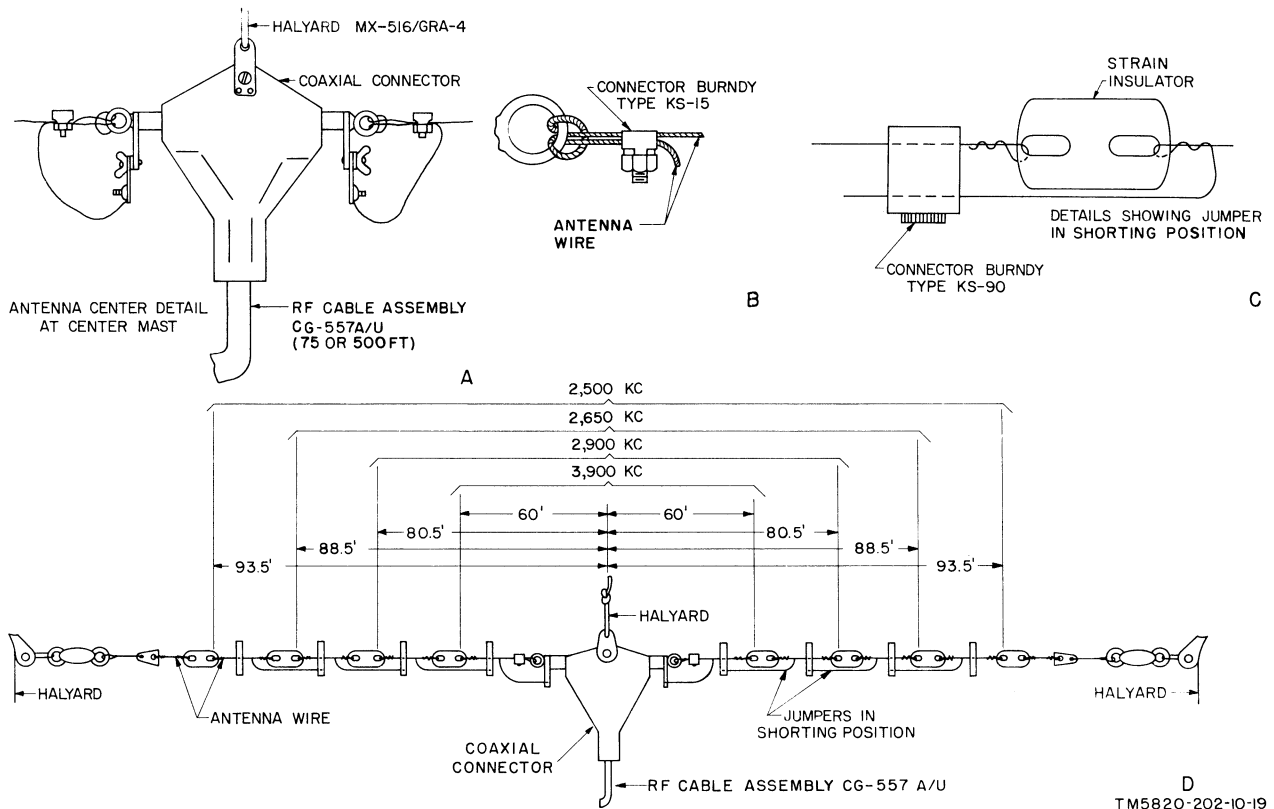 HALYARD MX-516/GRA-4
COAXIAL CONNECTOR
ANTENNA CENTER DETAIL
AT CENTER MAST
RF CABLE ASSEMBLY
CG-557A/U
(75 OR 500FT)
A
CONNECTOR BURNDY
TYPE KS-15
ANTENNA
WIRE
B
STRAIN
INSULATOR
DETAILS SHOWING JUMPER
IN SHORTING POSITION
CONNECTOR BURNDY
TYPE KS-90
C
2,500 KC
2,650 KC
2,900 KC
3,900 KC
60' 60'
80.5' 80.5'
88.5' 88.5'
93.5' 93.5'
HALYARD
HALYARD
ANTENNA WIRE
JUMPERS IN
SHORTING POSITION
HALYARD
COAXIAL
CONNECTOR
RF CABLE ASSEMBLY CG-557 A/U
D
TM5820-202-10-19